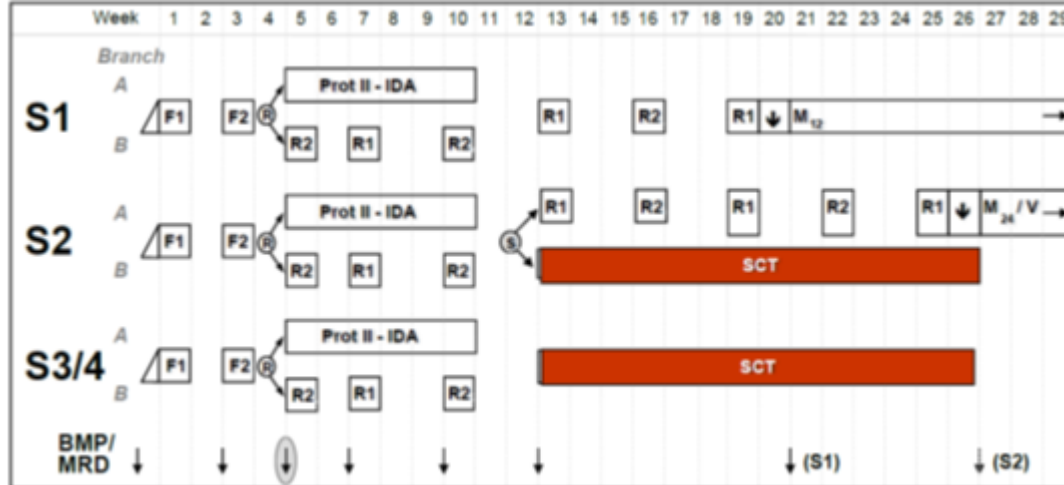 Week 1 2 3 4 5 6 7 8 9 10 11 12 13 14 15 16 17 18 19 20 21 22 23 24 25 26 27 28 29
Branch
A Prot II - IDA
S1 F1 F2 R R1 R2 R1 M12
B R2 R1 R2
A Prot II - IDA R1 R2 R1 R2 R1 M24 / V
S2 F1 F2 R S
B R2 R1 R2 SCT
A Prot II - IDA
S3/4 F1 F2 R SCT
B R2 R1 R2
BMP/
MRD (S1) (S2)